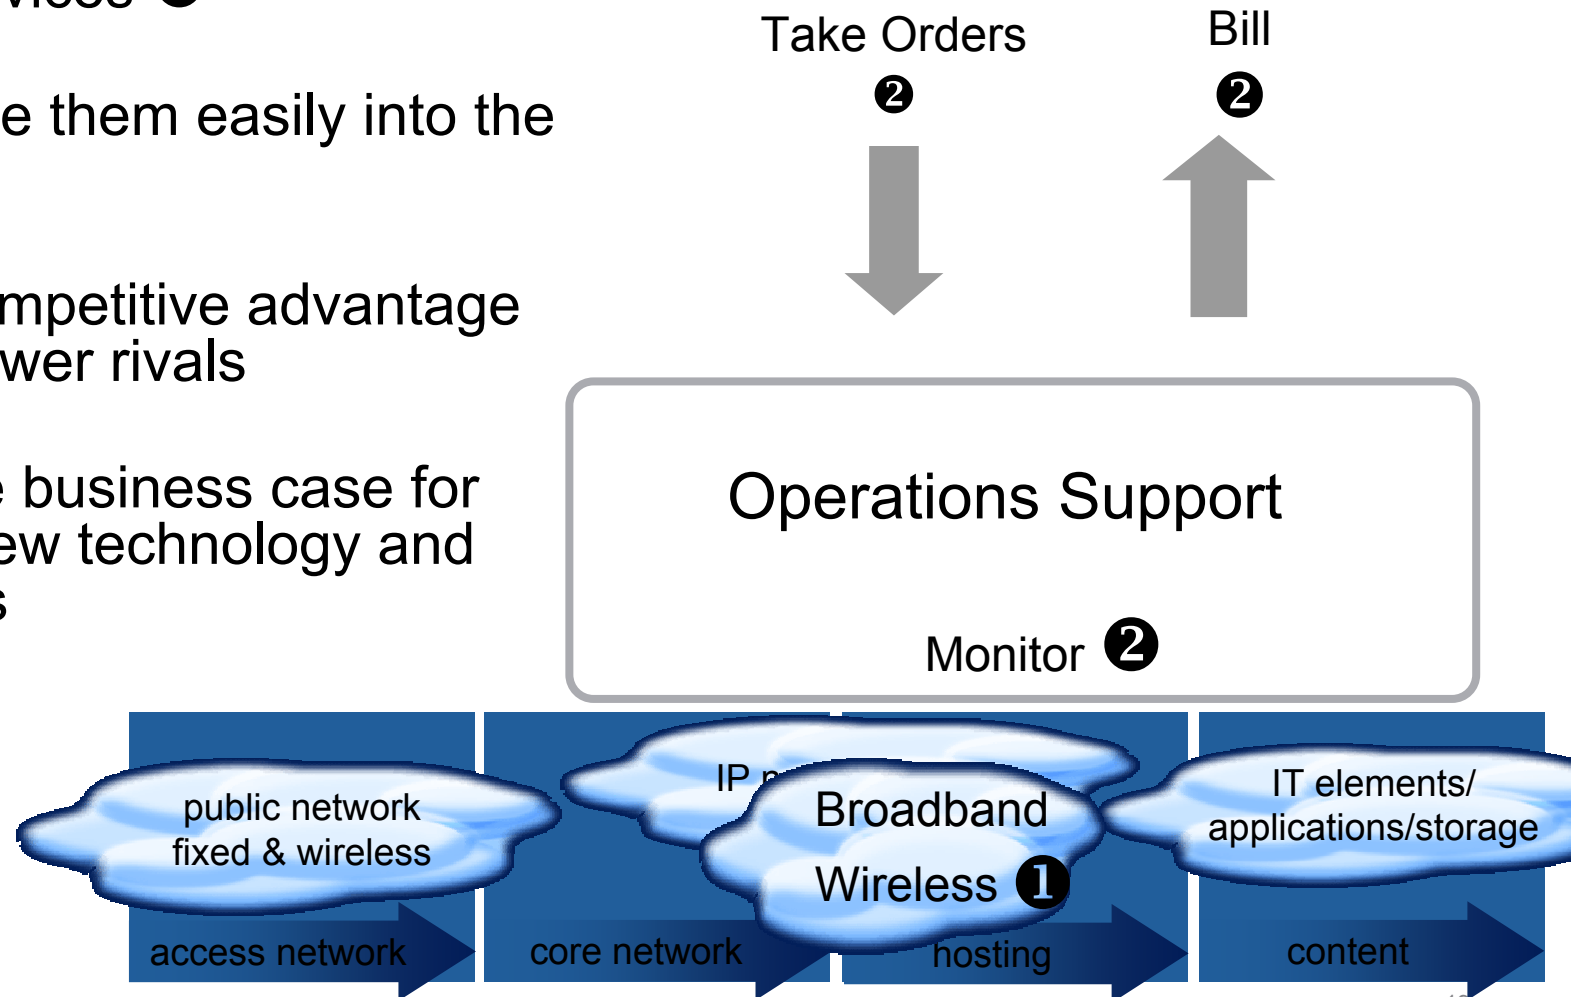 ❷
e them easily into the
mpetitive advantage
wer rivals
business case for
ew technology and
s
Take Orders
❷
Bill
❷
Operations Support
Monitor ❷
public network
fixed & wireless
IP
Broadband
Wireless ❶
IT elements/
applications/storage
access network
core network
hosting
content